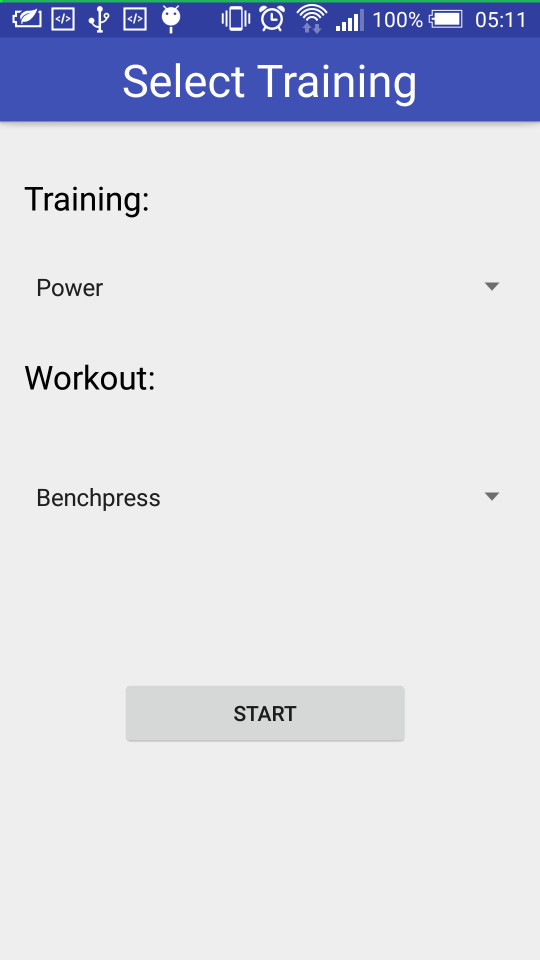 100% 05:11
Select Training
Training:
Power
Workout:
Benchpress
START